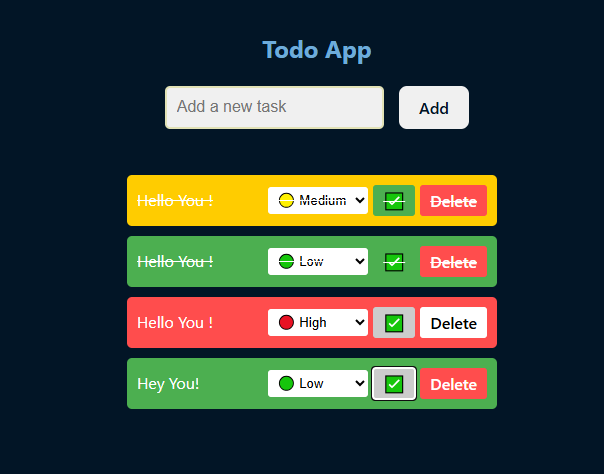 Todo App
Add a new task Add
Hello You ! Medium Delete
Hello You ! Low Delete
Hello You ! High Delete
Hey You! Low Delete